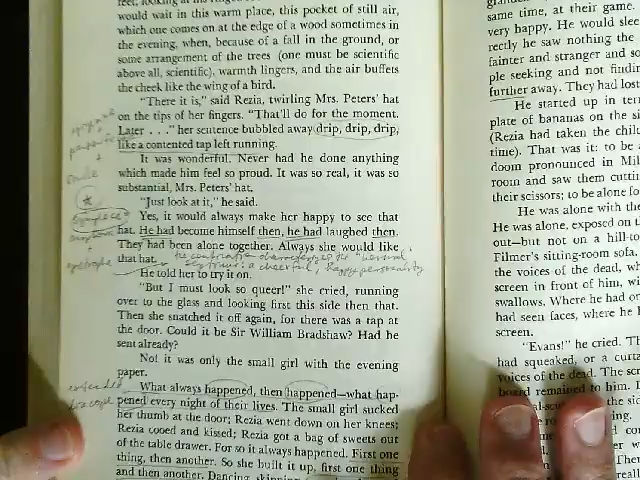 feet, looking at his
would wait in this warm place, this pocket of still air,
which one comes on at the edge of a wood sometimes in
the evening, when, because of a fall in the ground, or
some arrangement of the trees (one must be scientific
above all, scientific), warmth lingers, and the air buffets
the cheek like the wing of a bird.
"There it is," said Rezia, twirling Mrs. Peters' hat
on the tips of her fingers. "That'll do for the moment.
Later . . ." her sentence bubbled away drip, drip, drip,
like a contented tap left running.
It was wonderful. Never had he done anything
which made him feel so proud. It was so real, it was so
substantial, Mrs. Peters' hat.
"Just look at it," he said.
Yes, it would always make her happy to see that
hat. He had become himself then, he had laughed then.
They had been alone together. Always she would like
that hat.
He told her to try it on.
"But I must look so queer!" she cried, running
over to the glass and looking first this side then that.
Then she snatched it off again, for there was a tap at
the door. Could it be Sir William Bradshaw? Had he
sent already?
No! it was only the small girl with the evening
paper.
What always happened, then happened—what hap-
pened every night of their lives. The small girl sucked
her thumb at the door; Rezia went down on her knees;
Rezia cooed and kissed; Rezia got a bag of sweets out
of the table drawer. For so it always happened. First one
thing, then another. So she built it up, first one thing
and then another. Dancing, skipping
same time, at their game.
very happy. He would slee
rectly he saw nothing the
fainter and stranger and so
ple seeking and not findin
further away. They had lost
He started up in terr
plate of bananas on the si
(Rezia had taken the chil
time). That was it: to be a
doom pronounced in Mil
room and saw them cutti
their scissors; to be alone fo
He was alone with the
He was alone, exposed on t
out—but not on a hill-to
Filmer's sitting-room sofa.
the voices of the dead, wh
screen in front of him, wi
swallows. Where he had on
had seen faces, where he h
screen.
"Evans!" he cried. Th
had squeaked, or a curta
voices of the dead. The scr
board remained to him.
the sid